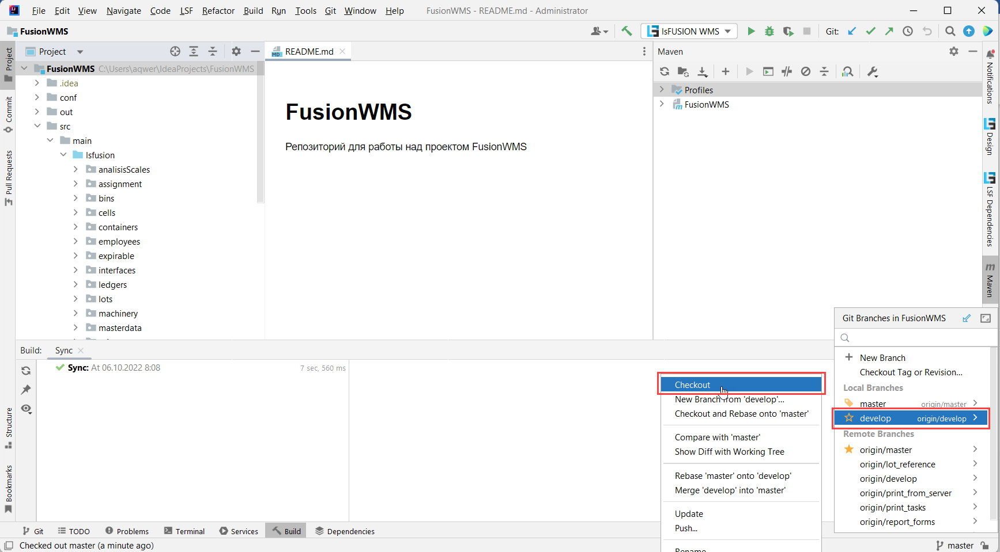 File Edit View Navigate Code LSF Refactor Build Run Tools Git Window Help FusionWMS - README.md - Administrator
FusionWMS
lsFUSION WMS
Git:
Project
README.md
Maven
FusionWMS C:\Users\aqwer\IdeaProjects\FusionWMS
.idea
conf
out
src
main
lsfusion
analisisScales
assignment
bins
cells
containers
employees
expirable
interfaces
ledgers
lots
machinery
masterdata
FusionWMS
Репозиторий для работы над проектом FusionWMS
Profiles
FusionWMS
Project
Commit
Pull Requests
Structure
Bookmarks
Notifications
Design
LSF Dependencies
Maven
Build: Sync
Sync: At 06.10.2022 8:08 7 sec, 560 ms
Checkout
New Branch from 'develop'...
Checkout and Rebase onto 'master'
Compare with 'master'
Show Diff with Working Tree
Rebase 'master' onto 'develop'
Merge 'develop' into 'master'
Update
Push...
Rename
Git Branches in FusionWMS
New Branch
Checkout Tag or Revision...
Local Branches
master origin/master
develop origin/develop
Remote Branches
origin/master
origin/lot_reference
origin/develop
origin/print_from_server
origin/print_tasks
origin/report_forms
Git TODO Problems Terminal Services Build Dependencies
Checked out master (a minute ago)
master